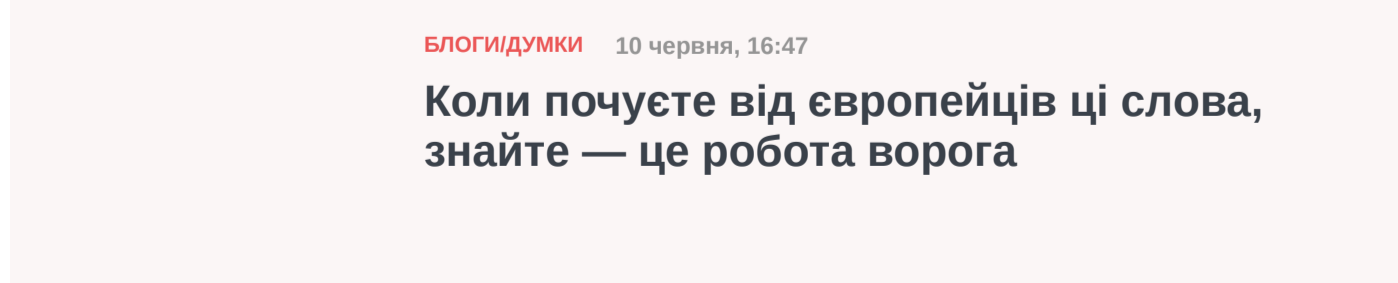 БЛОГИ/ДУМКИ 10 червня, 16:47
Коли почуєте від європейців ці слова,
знайте — це робота ворога